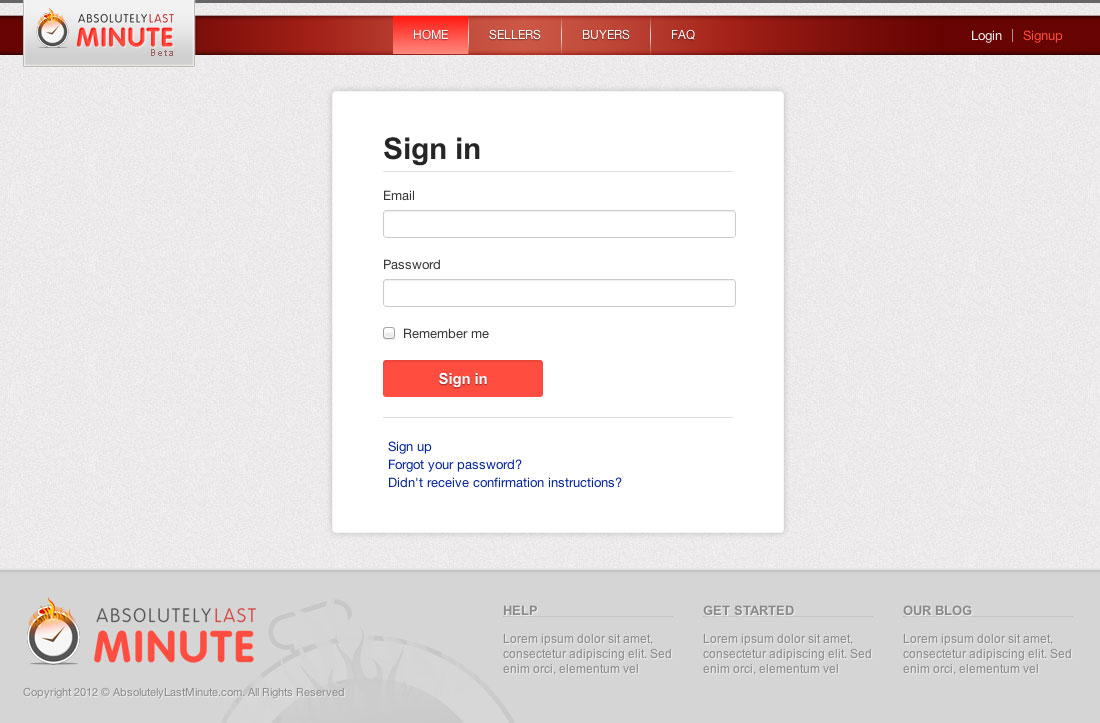 ABSOLUTELYLAST
MINUTE
Beta
HOME
SELLERS
BUYERS
FAQ
Login
Signup
Sign in
Email
Password
Remember me
Sign in
Sign up
Forgot your password?
Didn't receive confirmation instructions?
ABSOLUTELYLAST
MINUTE
Copyright 2012 © AbsolutelyLastMinute.com. All Rights Reserved
HELP
Lorem ipsum dolor sit amet,
consectetur adipiscing elit. Sed
enim orci, elementum vel
GET STARTED
Lorem ipsum dolor sit amet,
consectetur adipiscing elit. Sed
enim orci, elementum vel
OUR BLOG
Lorem ipsum dolor sit amet,
consectetur adipiscing elit. Sed
enim orci, elementum vel